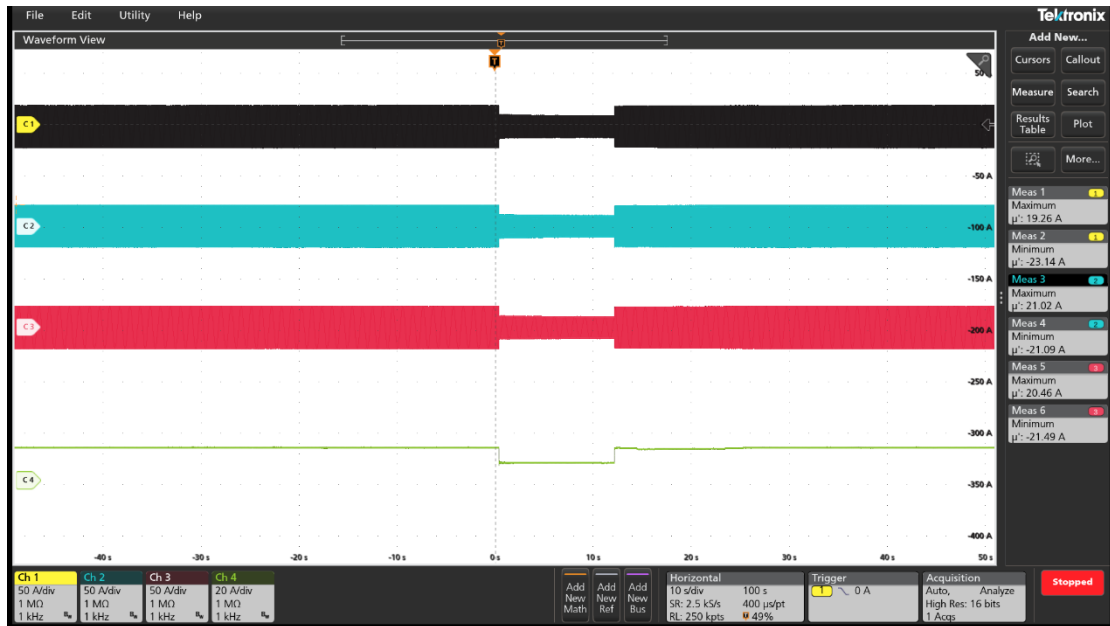 File Edit Utility Help
Tektronix
Waveform View
Add New...
T
T
Cursors Callout
Measure Search
Results Table Plot
More...
50 A
C1
-50 A
C2
-100 A
-150 A
C3
-200 A
-250 A
-300 A
C4
-350 A
-400 A
-40 s -30 s -20 s -10 s 0 s 10 s 20 s 30 s 40 s 50 s
Meas 1 1
Maximum
µ': 19.26 A
Meas 2 1
Minimum
µ': -23.14 A
Meas 3 2
Maximum
µ': 21.02 A
Meas 4 2
Minimum
µ': -21.09 A
Meas 5 3
Maximum
µ': 20.46 A
Meas 6 3
Minimum
µ': -21.49 A
Ch 1
50 A/div
1 MΩ
1 kHz
Ch 2
50 A/div
1 MΩ
1 kHz
Ch 3
50 A/div
1 MΩ
1 kHz
Ch 4
20 A/div
1 MΩ
1 kHz
Add New Math
Add New Ref
Add New Bus
Horizontal
10 s/div 100 s
SR: 2.5 kS/s 400 µs/pt
RL: 250 kpts 49%
Trigger
1 0 A
Acquisition
Auto, Analyze
High Res: 16 bits
1 Acqs
Stopped